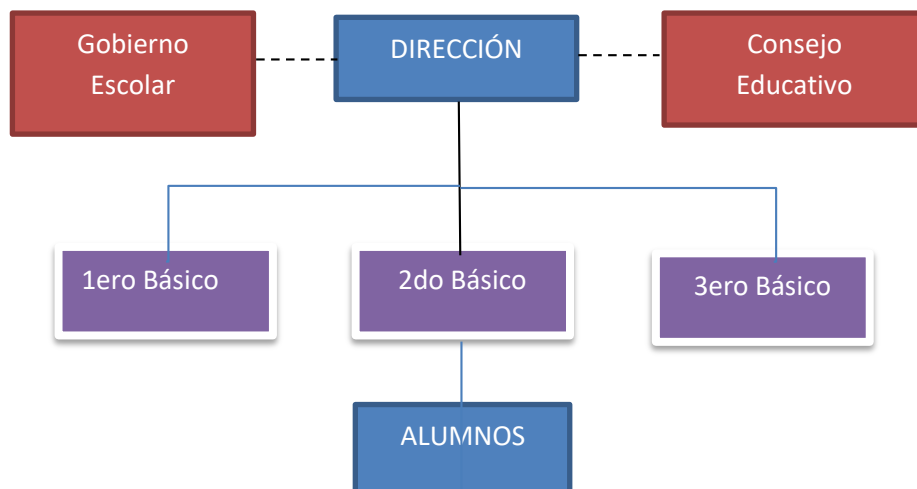 Gobierno
Escolar
DIRECCIÓN
Consejo
Educativo
1ero Básico
2do Básico
3ero Básico
ALUMNOS